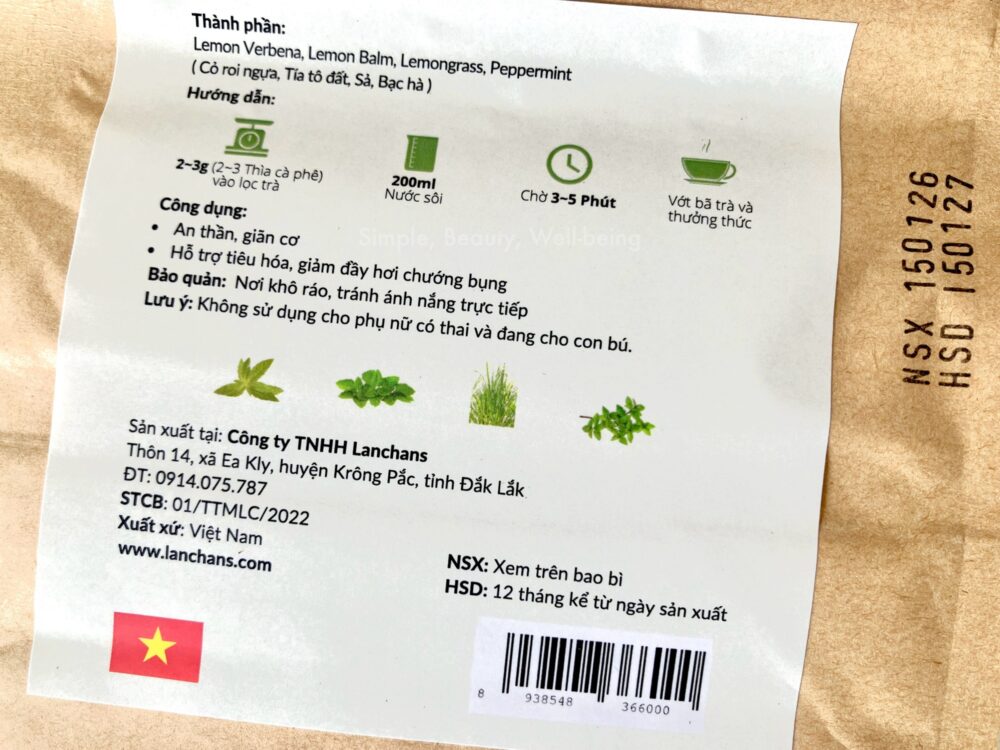 Thành phần:
Lemon Verbena, Lemon Balm, Lemongrass, Peppermint
( Cỏ roi ngựa, Tía tô đất, Sả, Bạc hà )
Hướng dẫn:
2~3g (2~3 Thìa cà phê)
vào lọc trà
200ml
Nước sôi
Chờ 3~5 Phút
Vớt bã trà và
thưởng thức
Công dụng:
• An thần, giãn cơ
• Hỗ trợ tiêu hóa, giảm đầy hơi chướng bụng
Simple, Beauty, Well-being
Bảo quản: Nơi khô ráo, tránh ánh nắng trực tiếp
Lưu ý: Không sử dụng cho phụ nữ có thai và đang cho con bú.
Sản xuất tại: Công ty TNHH Lanchans
Thôn 14, xã Ea Kly, huyện Krông Pắc, tỉnh Đắk Lắk
ĐT: 0914.075.787
STCB: 01/TTMLC/2022
Xuất xứ: Việt Nam
www.lanchans.com
NSX: Xem trên bao bì
HSD: 12 tháng kể từ ngày sản xuất
8 938548 366000
NSX 150126
HSD 150127